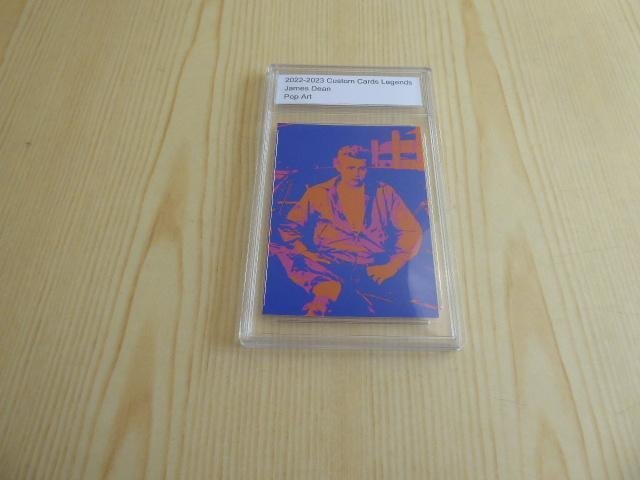 2022-2023 Custom Cards Legends
James Dean
Pop Art